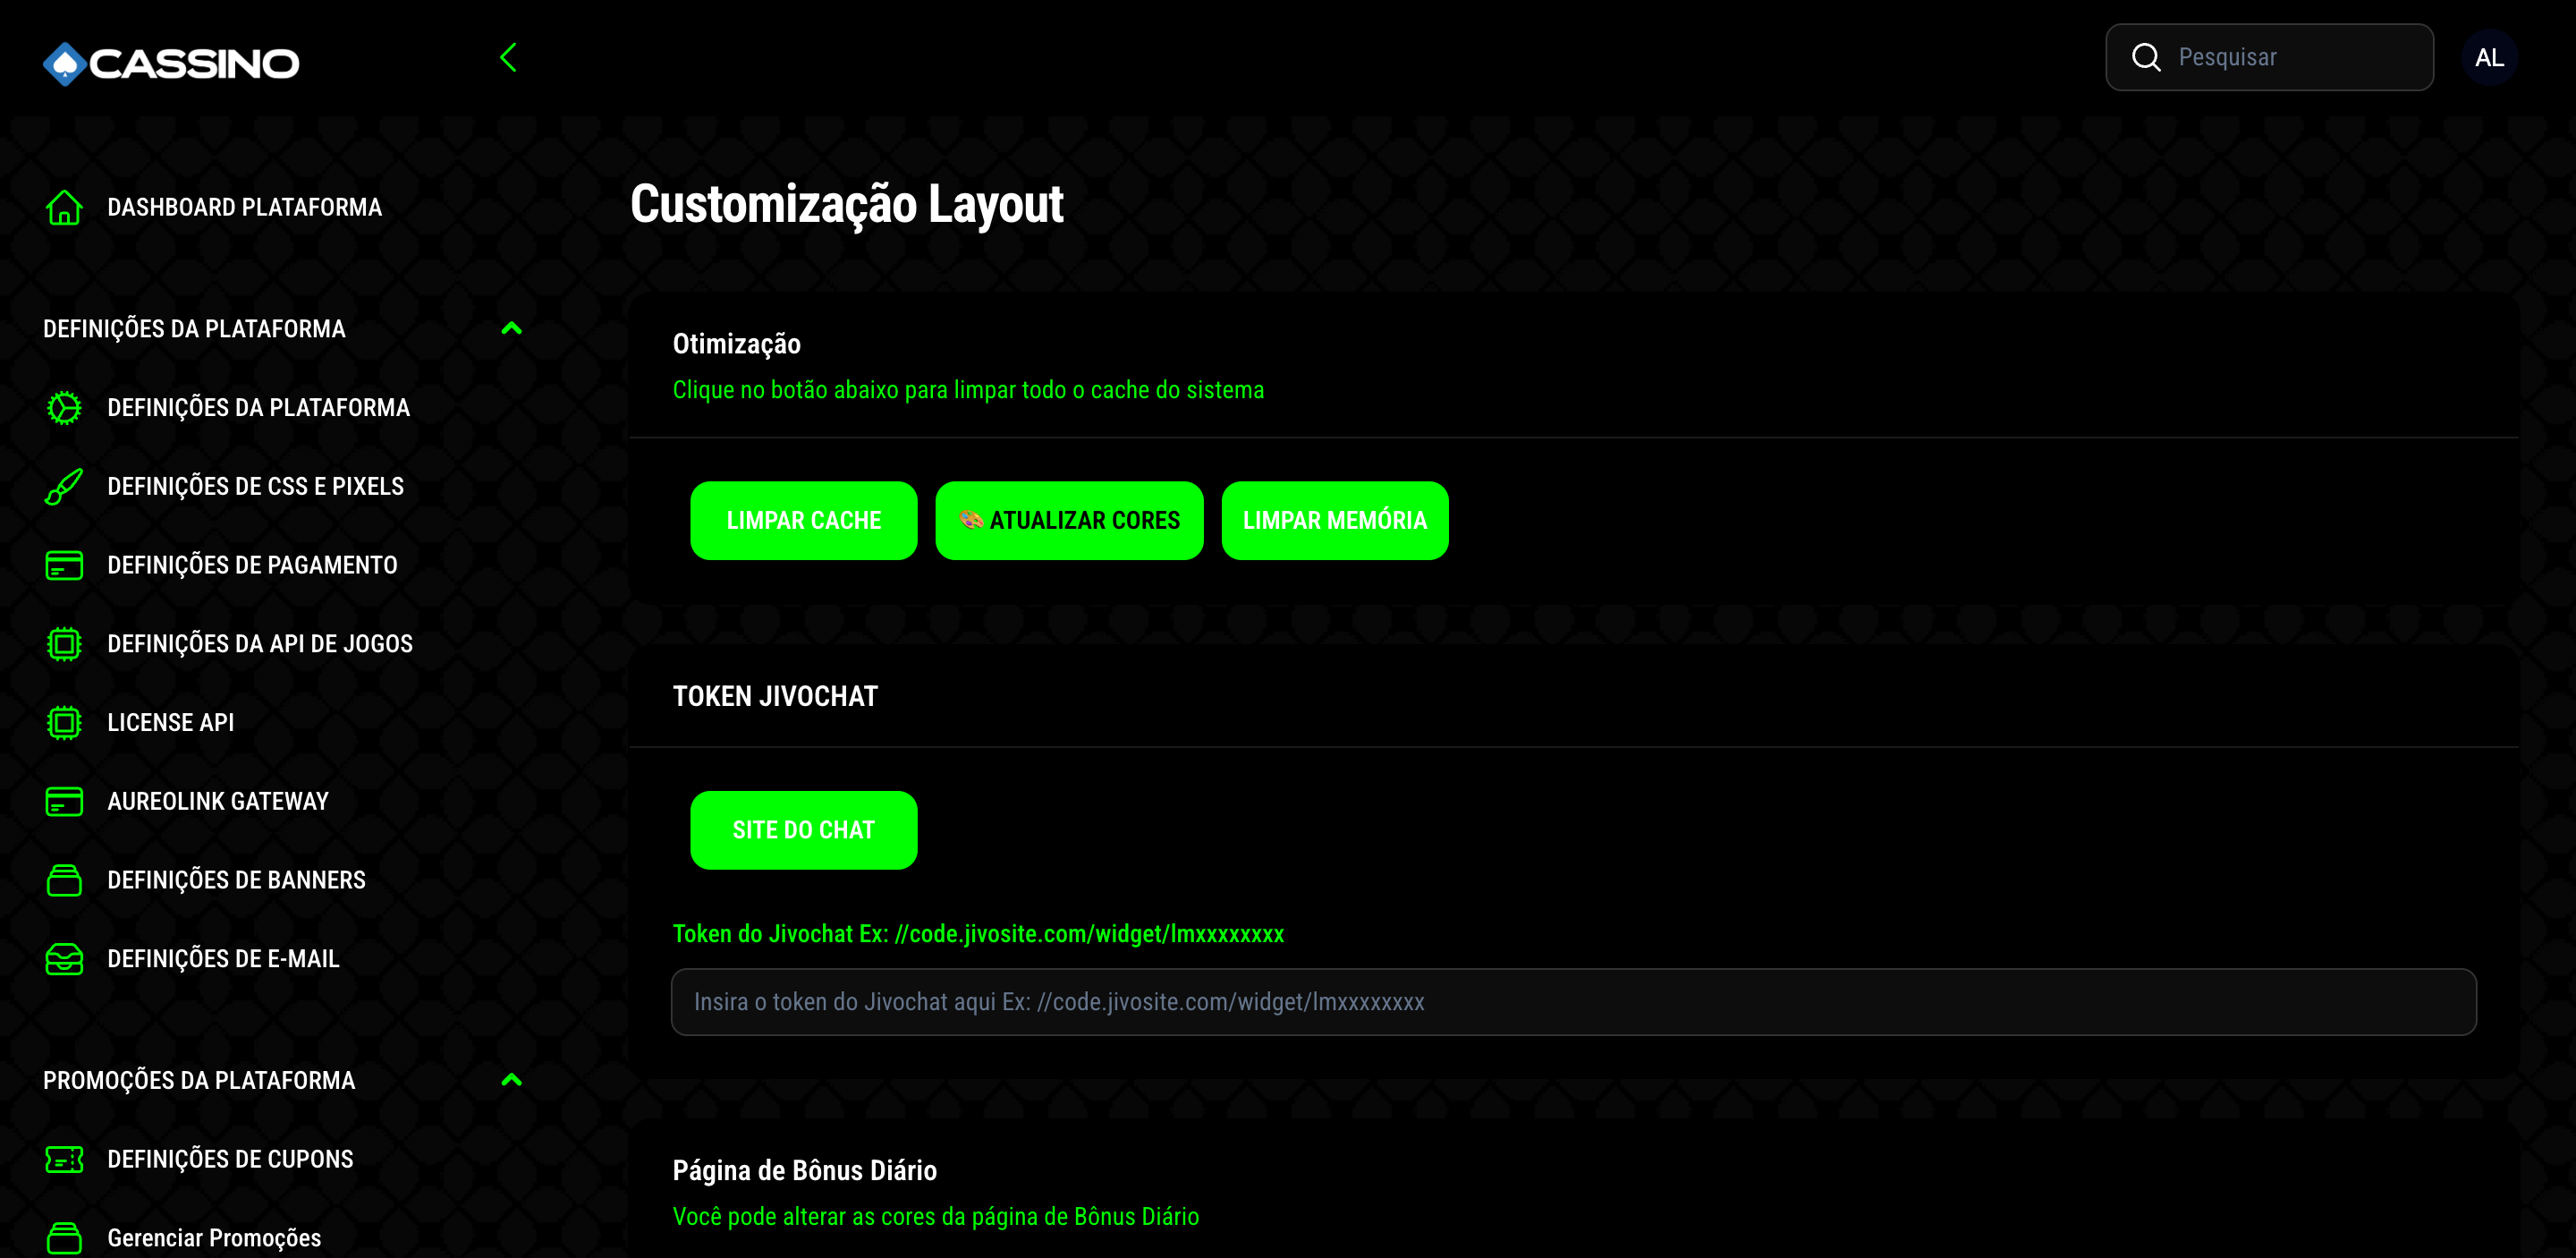 CASSINO
Pesquisar
AL
DASHBOARD PLATAFORMA
DEFINIÇÕES DA PLATAFORMA
DEFINIÇÕES DA PLATAFORMA
DEFINIÇÕES DE CSS E PIXELS
DEFINIÇÕES DE PAGAMENTO
DEFINIÇÕES DA API DE JOGOS
LICENSE API
AUREOLINK GATEWAY
DEFINIÇÕES DE BANNERS
DEFINIÇÕES DE E-MAIL
PROMOÇÕES DA PLATAFORMA
DEFINIÇÕES DE CUPONS
Gerenciar Promoções
Customização Layout
Otimização
Clique no botão abaixo para limpar todo o cache do sistema
LIMPAR CACHE
🎨 ATUALIZAR CORES
LIMPAR MEMÓRIA
TOKEN JIVOCHAT
SITE DO CHAT
Token do Jivochat Ex: //code.jivosite.com/widget/lmxxxxxxxx
Insira o token do Jivochat aqui Ex: //code.jivosite.com/widget/lmxxxxxxxx
Página de Bônus Diário
Você pode alterar as cores da página de Bônus Diário